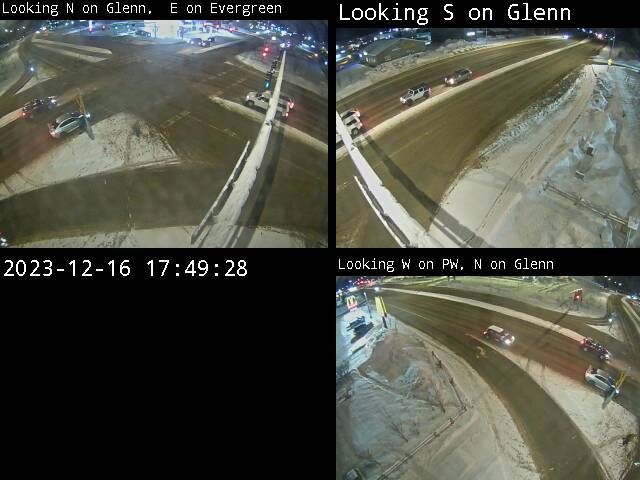 Looking N on Glenn, E on Evergreen
Looking S on Glenn
2023-12-16 17:49:28
Looking W on PW, N on Glenn